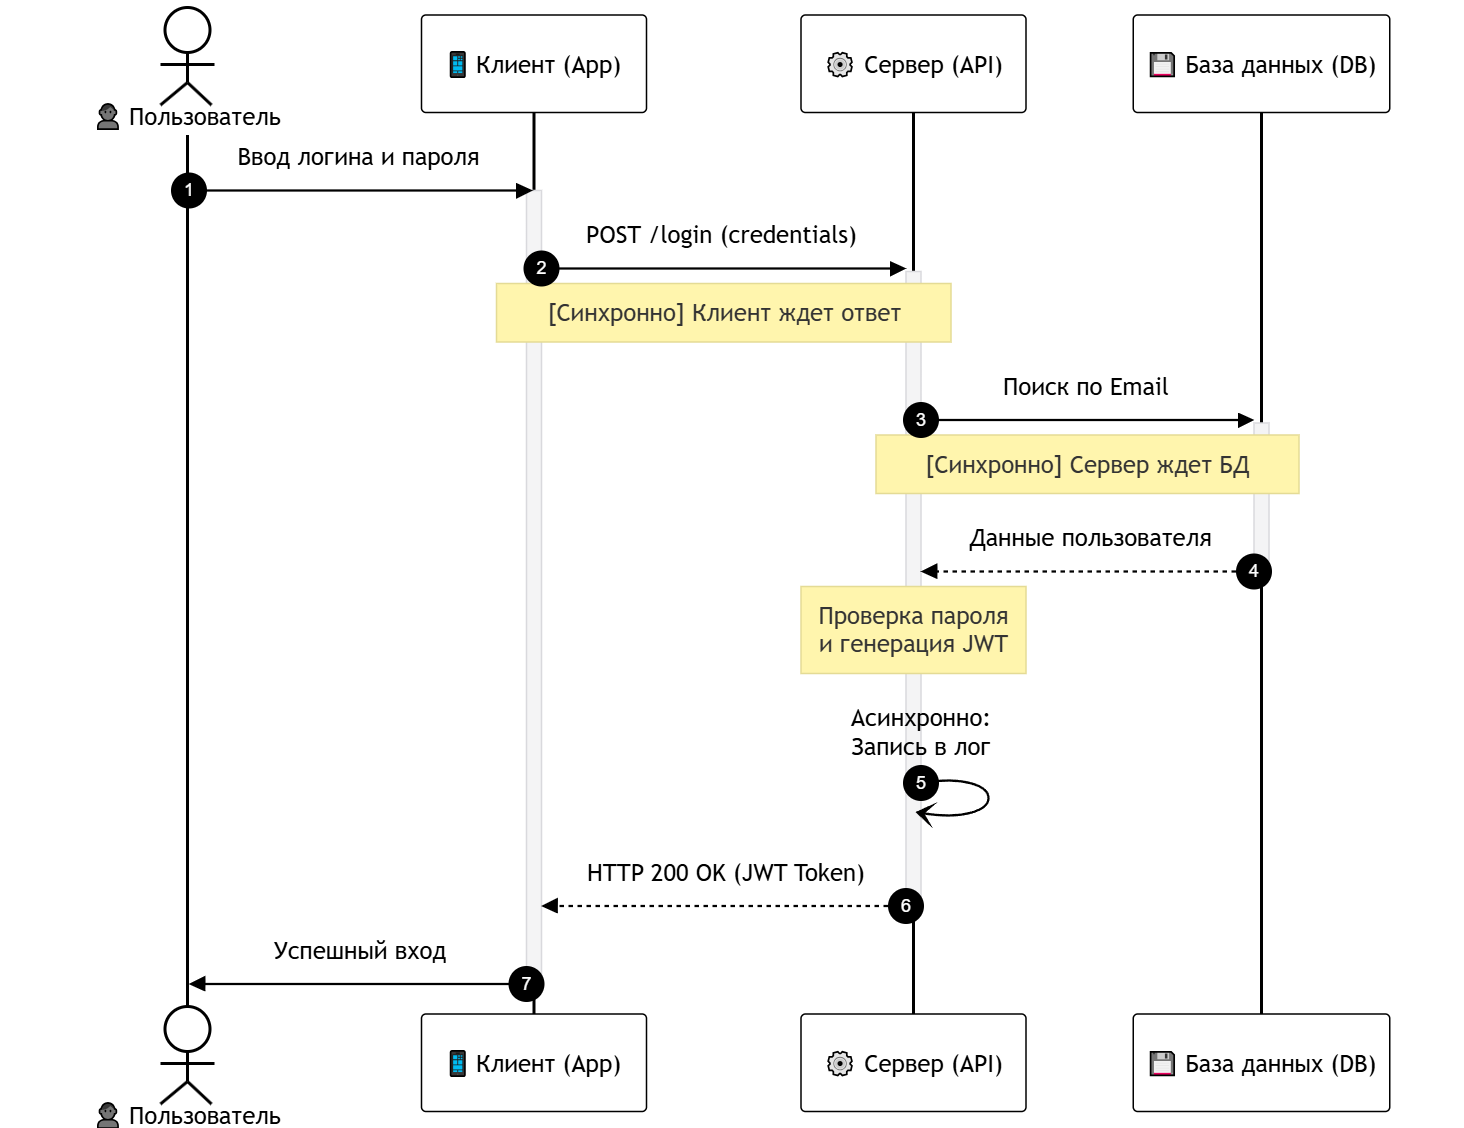 Пользователь
Клиент (App)
Сервер (API)
База данных (DB)
Ввод логина и пароля
1
POST /login (credentials)
2
[Синхронно] Клиент ждет ответ
Поиск по Email
3
[Синхронно] Сервер ждет БД
Данные пользователя
4
Проверка пароля
и генерация JWT
Асинхронно:
Запись в лог
5
HTTP 200 OK (JWT Token)
6
Успешный вход
7
Пользователь
Клиент (App)
Сервер (API)
База данных (DB)